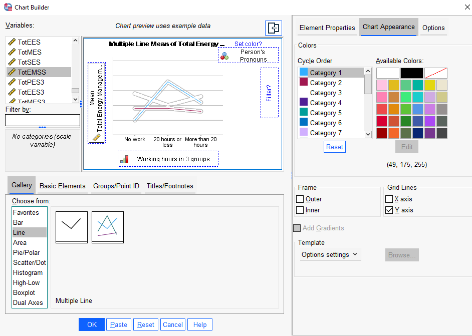 Chart Builder
Variables:
TotEES
TotMES
TotSES
TotEMSS
TotPES3
TotEES3
TotMES3
Filter by:
No categories (scale
variable)
Chart preview uses example data
Multiple Line Mean of Total Energy ...
Set color?
Person's
Pronouns
Filter?
Mean
Total Energy Managem...
No work
20 hours or
less
More than 20
hours
Working hours in 3 groups
Gallery
Basic Elements
Groups/Point ID
Titles/Footnotes
Choose from:
Favorites
Bar
Line
Area
Pie/Polar
Scatter/Dot
Histogram
High-Low
Boxplot
Dual Axes
Multiple Line
OK
Paste
Reset
Cancel
Help
Element Properties
Chart Appearance
Options
Colors
Cycle Order
Available Colors:
Category 1
Category 2
Category 3
Category 4
Category 5
Category 6
Category 7
Reset
Edit
(49, 175, 255)
Frame
Outer
Inner
Grid Lines
X axis
Y axis
Add Gradients
Template
Options settings
Browse...